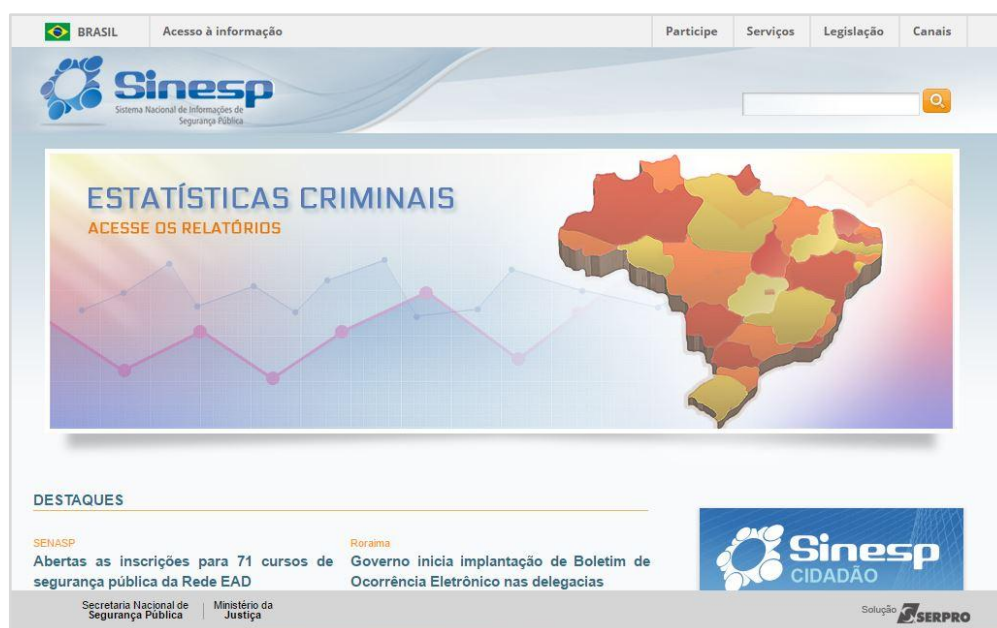 BRASIL Acesso à informação Participe Serviços Legislação Canais
Sinesp
Sistema Nacional de Informações de
Segurança Pública
ESTATÍSTICAS CRIMINAIS
ACESSE OS RELATÓRIOS
DESTAQUES
SENASP
Abertas as inscrições para 71 cursos de
segurança pública da Rede EAD
Roraima
Governo inicia implantação de Boletim de
Ocorrência Eletrônico nas delegacias
Sinesp
CIDADÃO
Secretaria Nacional de
Segurança Pública
Ministério da
Justiça
Solução SERPRO